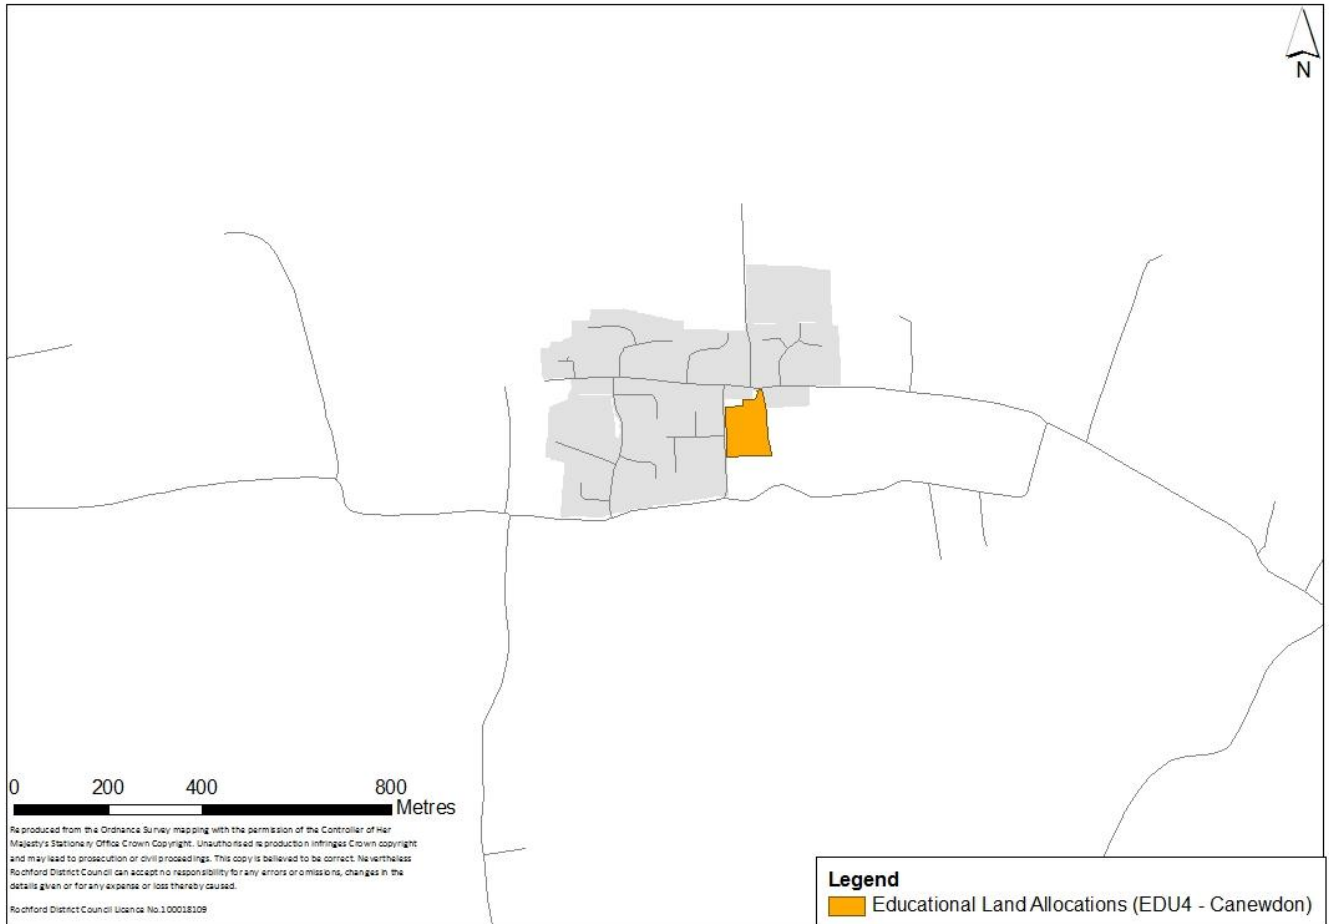 N
0 200 400 800
Metres
Reproduced from the Ordnance Survey mapping with the permission of the Controller of Her
Majesty's Stationery Office Crown Copyright. Unauthorised reproduction infringes Crown copyright
and may lead to prosecution or civil proceedings. This copy is believed to be correct. Nevertheless
Rochford District Council can accept no responsibility for any errors or omissions, changes in the
details given or for any expense or loss thereby caused.
Rochford District Council Licence No.100018109
Legend
Educational Land Allocations (EDU4 - Canewdon)